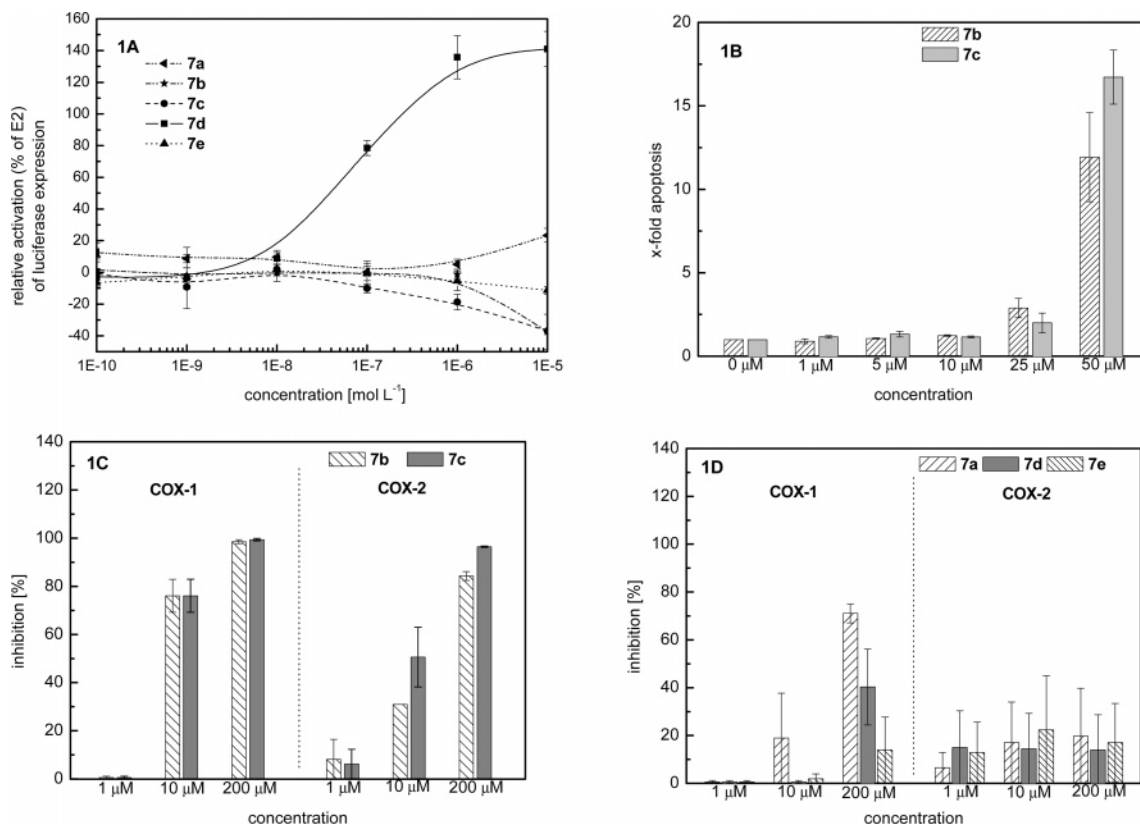 1A
7a
7b
7c
7d
7e
relative activation (% of E2)
of luciferase expression
160
140
120
100
80
60
40
20
0
-20
-40
1E-10 1E-9 1E-8 1E-7 1E-6 1E-5
concentration [mol L⁻¹]
1B
7b
7c
x-fold apoptosis
20
15
10
5
0
0 µM 1 µM 5 µM 10 µM 25 µM 50 µM
concentration
1C
7b 7c
COX-1 COX-2
inhibition [%]
140
120
100
80
60
40
20
0
1 µM 10 µM 200 µM 1 µM 10 µM 200 µM
concentration
1D
7a 7d 7e
COX-1 COX-2
inhibition [%]
140
120
100
80
60
40
20
0
1 µM 10 µM 200 µM 1 µM 10 µM 200 µM
concentration